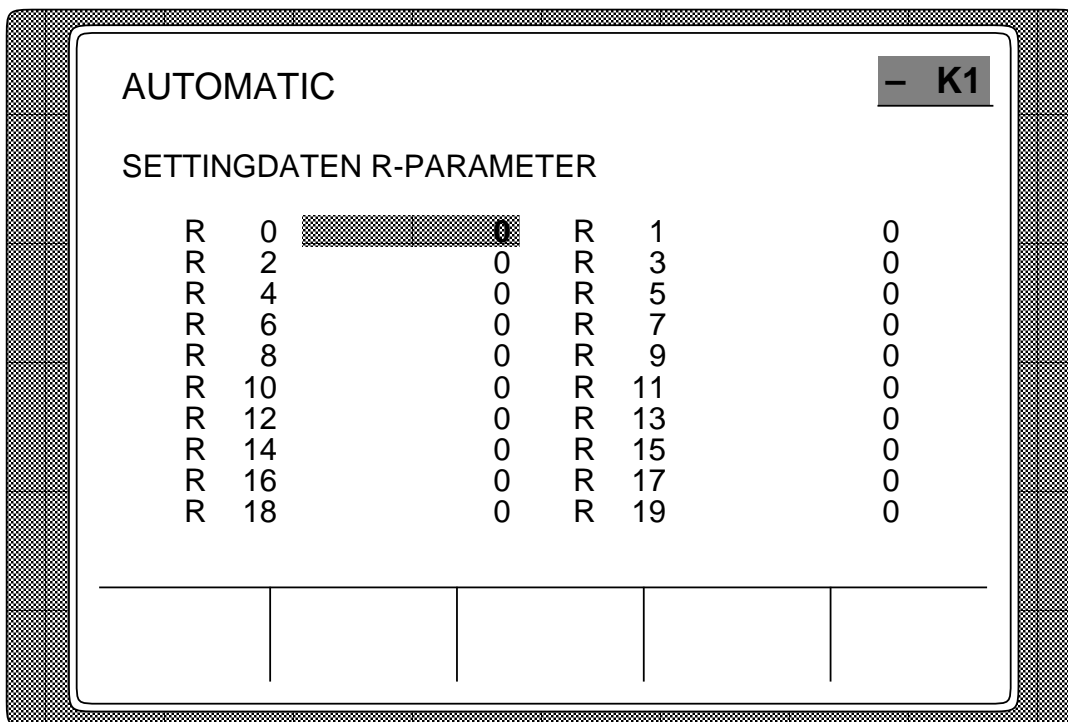 AUTOMATIC – K1
SETTINGDATEN R-PARAMETER
R 0 0 R 1 0
R 2 0 R 3 0
R 4 0 R 5 0
R 6 0 R 7 0
R 8 0 R 9 0
R 10 0 R 11 0
R 12 0 R 13 0
R 14 0 R 15 0
R 16 0 R 17 0
R 18 0 R 19 0